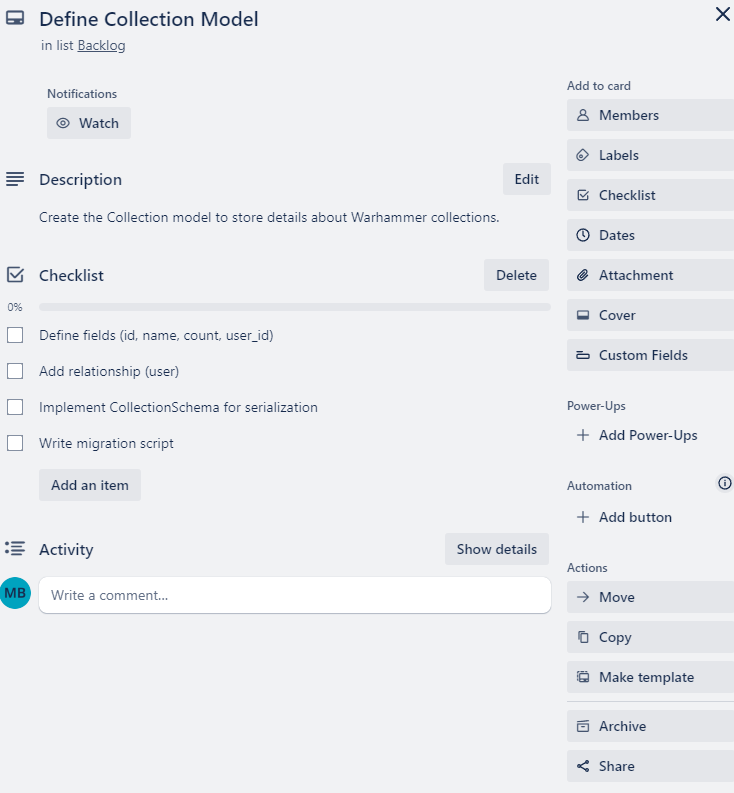 Define Collection Model
in list Backlog
Notifications
Watch
Description
Edit
Create the Collection model to store details about Warhammer collections.
Checklist
Delete
0%
Define fields (id, name, count, user_id)
Add relationship (user)
Implement CollectionSchema for serialization
Write migration script
Add an item
Activity
Show details
MB
Write a comment...
Add to card
Members
Labels
Checklist
Dates
Attachment
Cover
Custom Fields
Power-Ups
Add Power-Ups
Automation
Add button
Actions
Move
Copy
Make template
Archive
Share